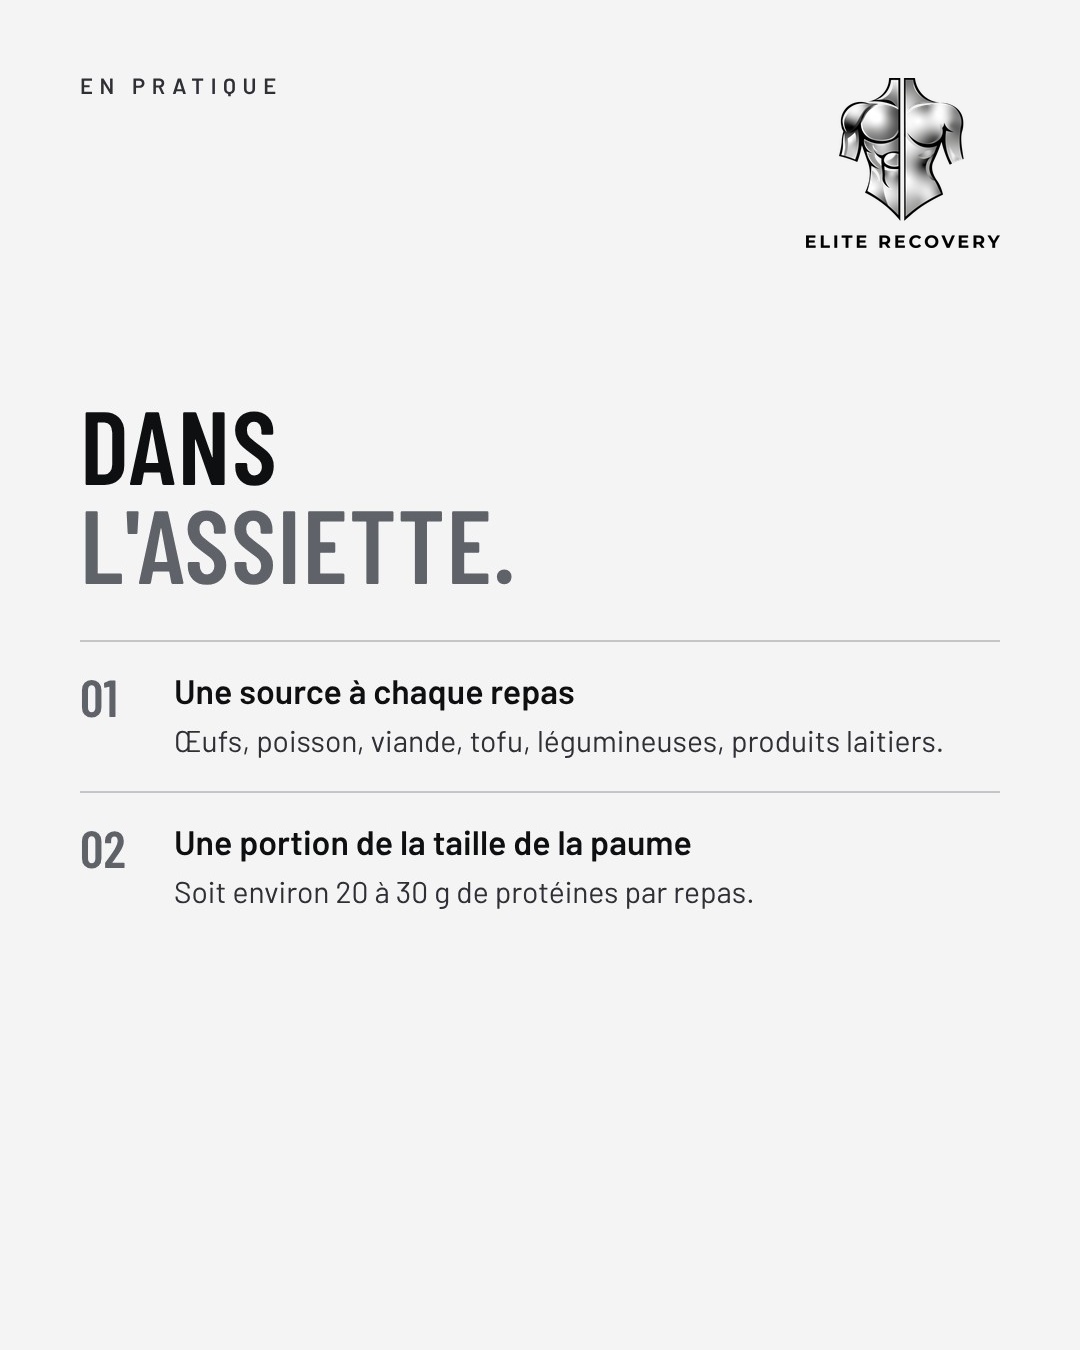 EN PRATIQUE
ELITE RECOVERY
DANS
L'ASSIETTE.
01
Une source à chaque repas
Œufs, poisson, viande, tofu, légumineuses, produits laitiers.
02
Une portion de la taille de la paume
Soit environ 20 à 30 g de protéines par repas.